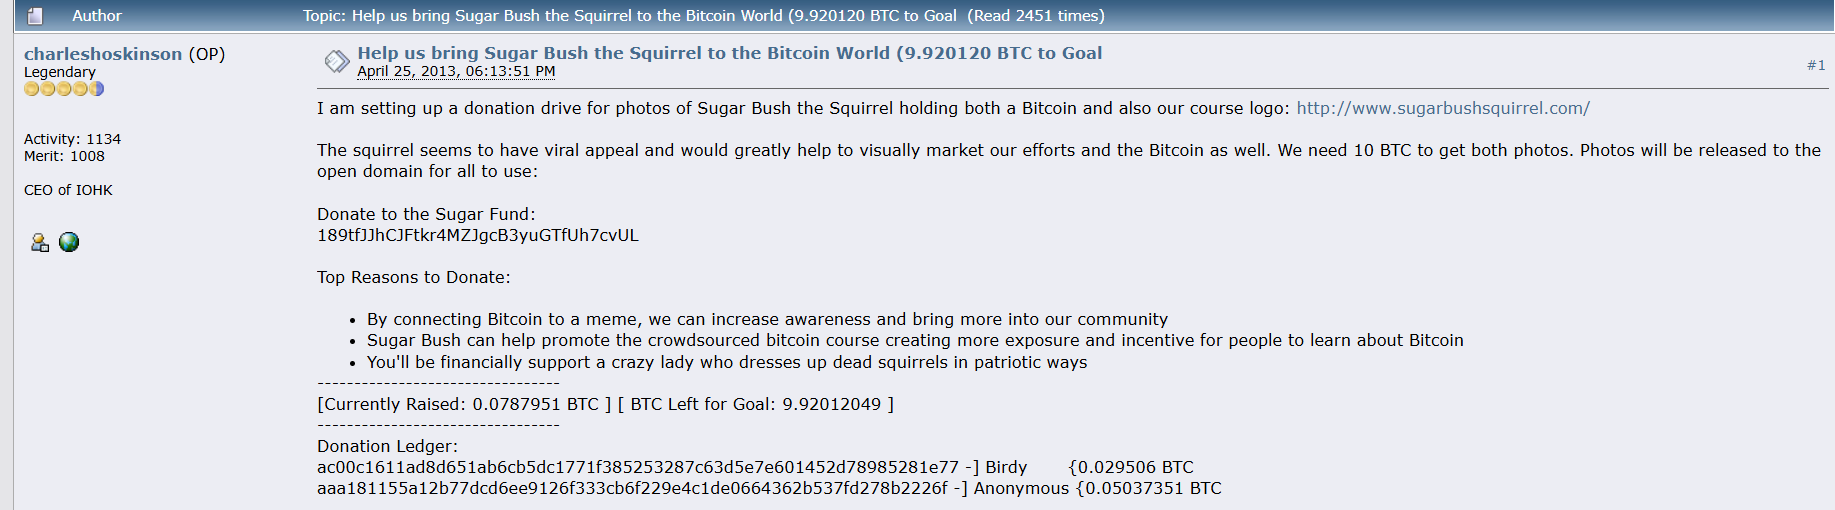 Author
Topic: Help us bring Sugar Bush the Squirrel to the Bitcoin World (9.920120 BTC to Goal  (Read 2451 times)
charleshoskinson (OP)
Legendary
Activity: 1134
Merit: 1008
CEO of IOHK
Help us bring Sugar Bush the Squirrel to the Bitcoin World (9.920120 BTC to Goal
April 25, 2013, 06:13:51 PM
#1
I am setting up a donation drive for photos of Sugar Bush the Squirrel holding both a Bitcoin and also our course logo: http://www.sugarbushsquirrel.com/
The squirrel seems to have viral appeal and would greatly help to visually market our efforts and the Bitcoin as well. We need 10 BTC to get both photos. Photos will be released to the
open domain for all to use:
Donate to the Sugar Fund:
189tfJJhCJFtkr4MZJgcB3yuGTfUh7cvUL
Top Reasons to Donate:
• By connecting Bitcoin to a meme, we can increase awareness and bring more into our community
• Sugar Bush can help promote the crowdsourced bitcoin course creating more exposure and incentive for people to learn about Bitcoin
• You'll be financially support a crazy lady who dresses up dead squirrels in patriotic ways
---------------------------------
[Currently Raised: 0.0787951 BTC ] [ BTC Left for Goal: 9.92012049 ]
---------------------------------
Donation Ledger:
ac00c1611ad8d651ab6cb5dc1771f385253287c63d5e7e601452d78985281e77 -] Birdy        {0.029506 BTC
aaa181155a12b77dcd6ee9126f333cb6f229e4c1de0664362b537fd278b2226f -] Anonymous {0.05037351 BTC